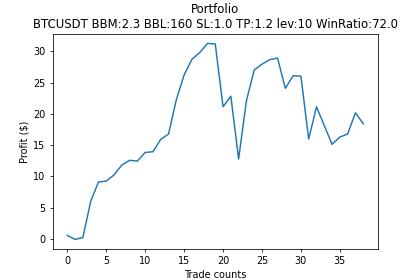 Portfolio
BTCUSDT BBM:2.3 BBL:160 SL:1.0 TP:1.2 lev:10 WinRatio:72.0
30
25
20
15
10
5
0
Profit ($)
0 5 10 15 20 25 30 35
Trade counts